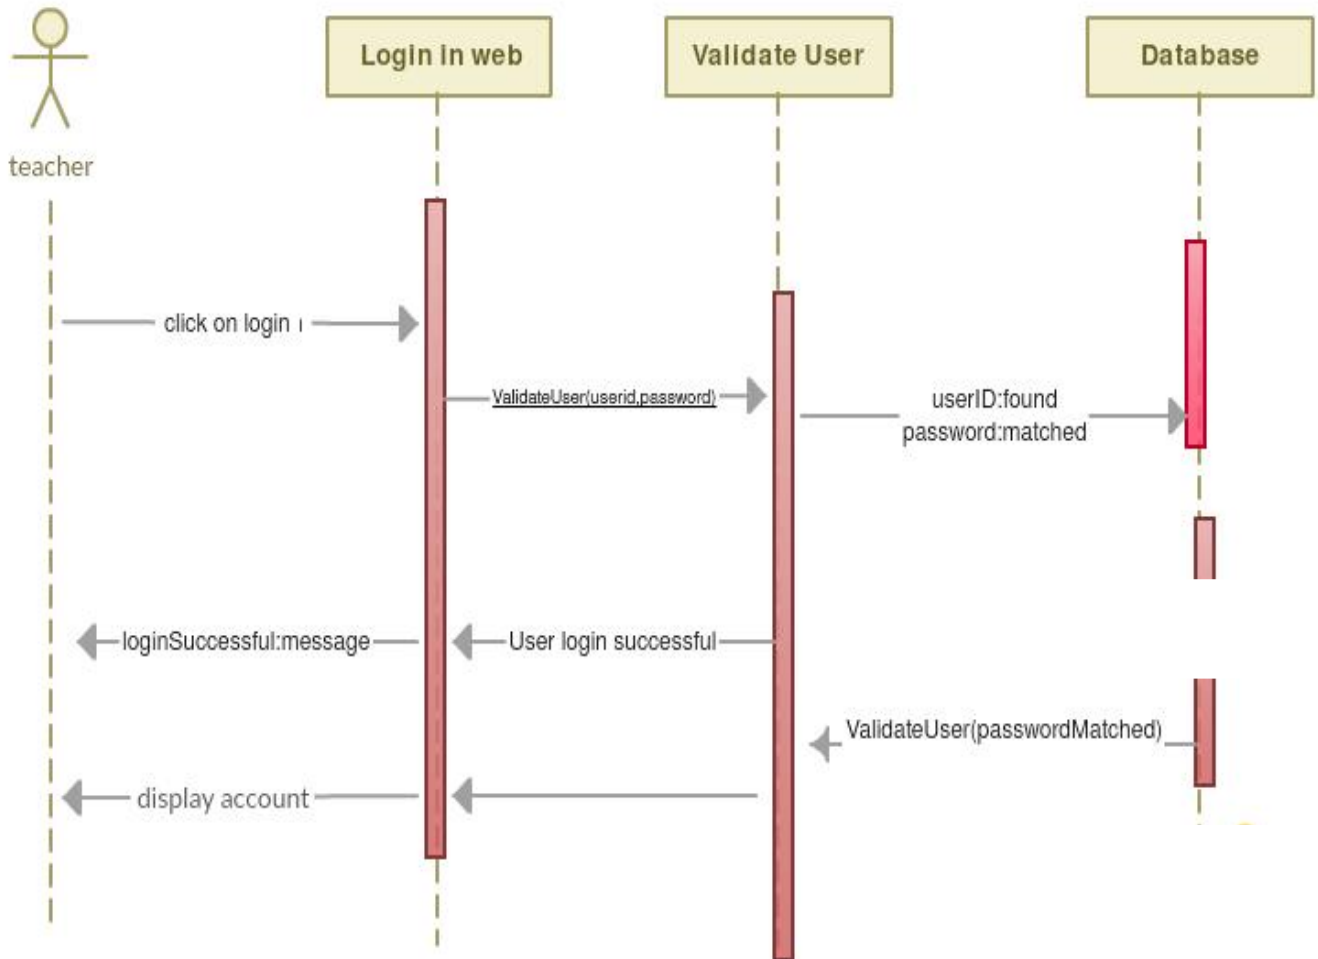 Login in web
Validate User
Database
teacher
click on login
ValidateUser(userid,password)
userID:found
password:matched
loginSuccessful:message
User login successful
ValidateUser(passwordMatched)
display account